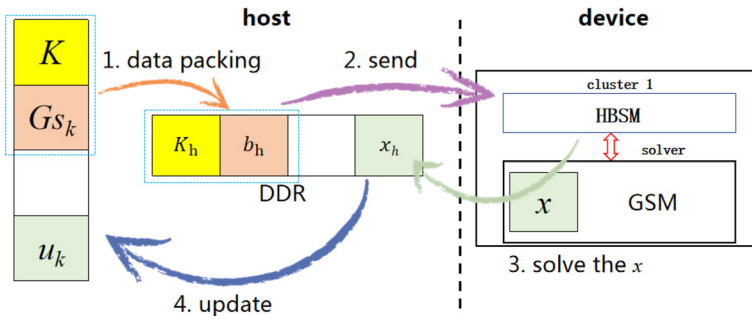 host
device
K
Gs_k
u_k
1. data packing
2. send
K_h
b_h
x_h
DDR
cluster 1
HBSM
solver
x
GSM
3. solve the x
4. update